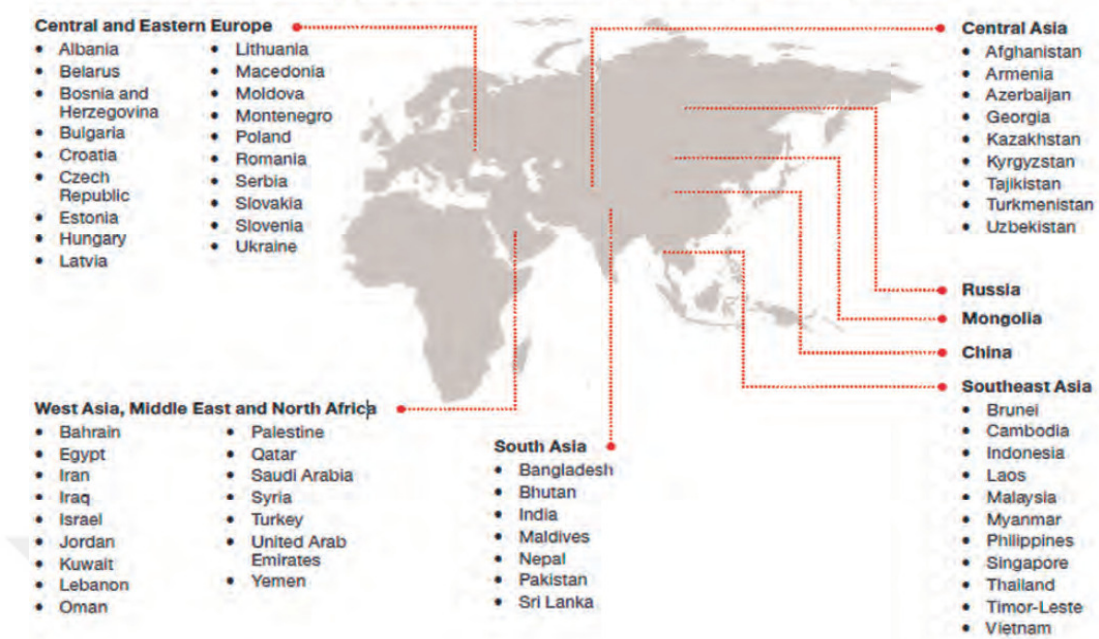 Central and Eastern Europe
• Albania
• Belarus
• Bosnia and
Herzegovina
• Bulgaria
• Croatia
• Czech
Republic
• Estonia
• Hungary
• Latvia
• Lithuania
• Macedonia
• Moldova
• Montenegro
• Poland
• Romania
• Serbia
• Slovakia
• Slovenia
• Ukraine
Central Asia
• Afghanistan
• Armenia
• Azerbaijan
• Georgia
• Kazakhstan
• Kyrgyzstan
• Tajikistan
• Turkmenistan
• Uzbekistan
Russia
Mongolia
China
Southeast Asia
• Brunei
• Cambodia
• Indonesia
• Laos
• Malaysia
• Myanmar
• Philippines
• Singapore
• Thailand
• Timor-Leste
• Vietnam
West Asia, Middle East and North Africa
• Bahrain
• Egypt
• Iran
• Iraq
• Israel
• Jordan
• Kuwait
• Lebanon
• Oman
• Palestine
• Qatar
• Saudi Arabia
• Syria
• Turkey
• United Arab
Emirates
• Yemen
South Asia
• Bangladesh
• Bhutan
• India
• Maldives
• Nepal
• Pakistan
• Sri Lanka